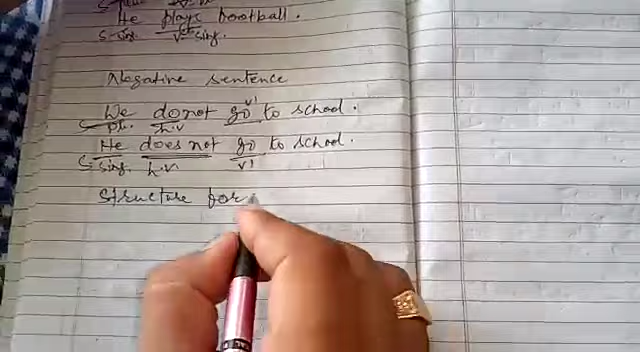 He plays football.
S. sing. V. sing.
Negative sentence
We do not go to school.
V¹
S-pl. h.v
He does not go to school.
S. sing. h.v. V¹
Structure for